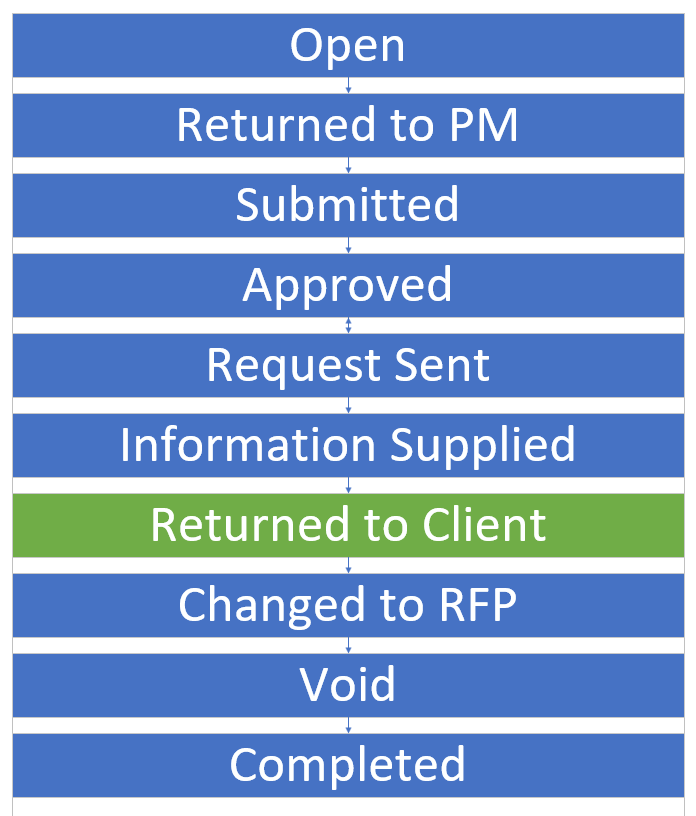 Open
Returned to PM
Submitted
Approved
Request Sent
Information Supplied
Returned to Client
Changed to RFP
Void
Completed